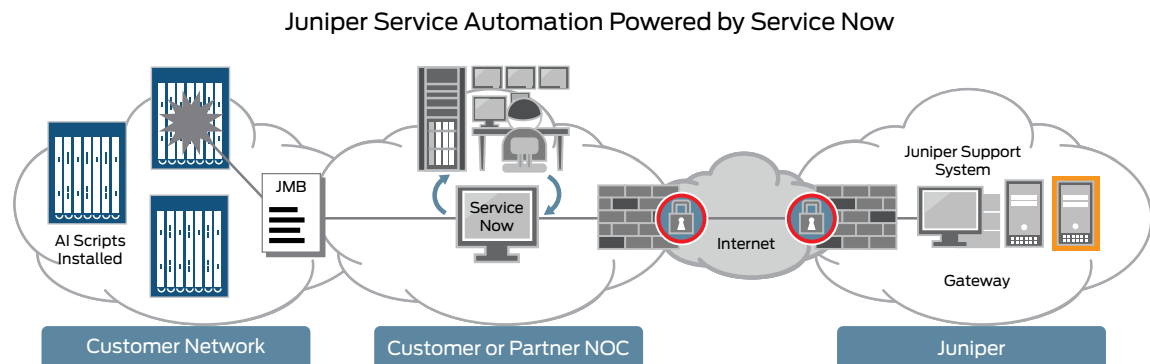 Juniper Service Automation Powered by Service Now
AI Scripts
Installed
JMB
Service
Now
Internet
Juniper Support
System
Gateway
Customer Network
Customer or Partner NOC
Juniper